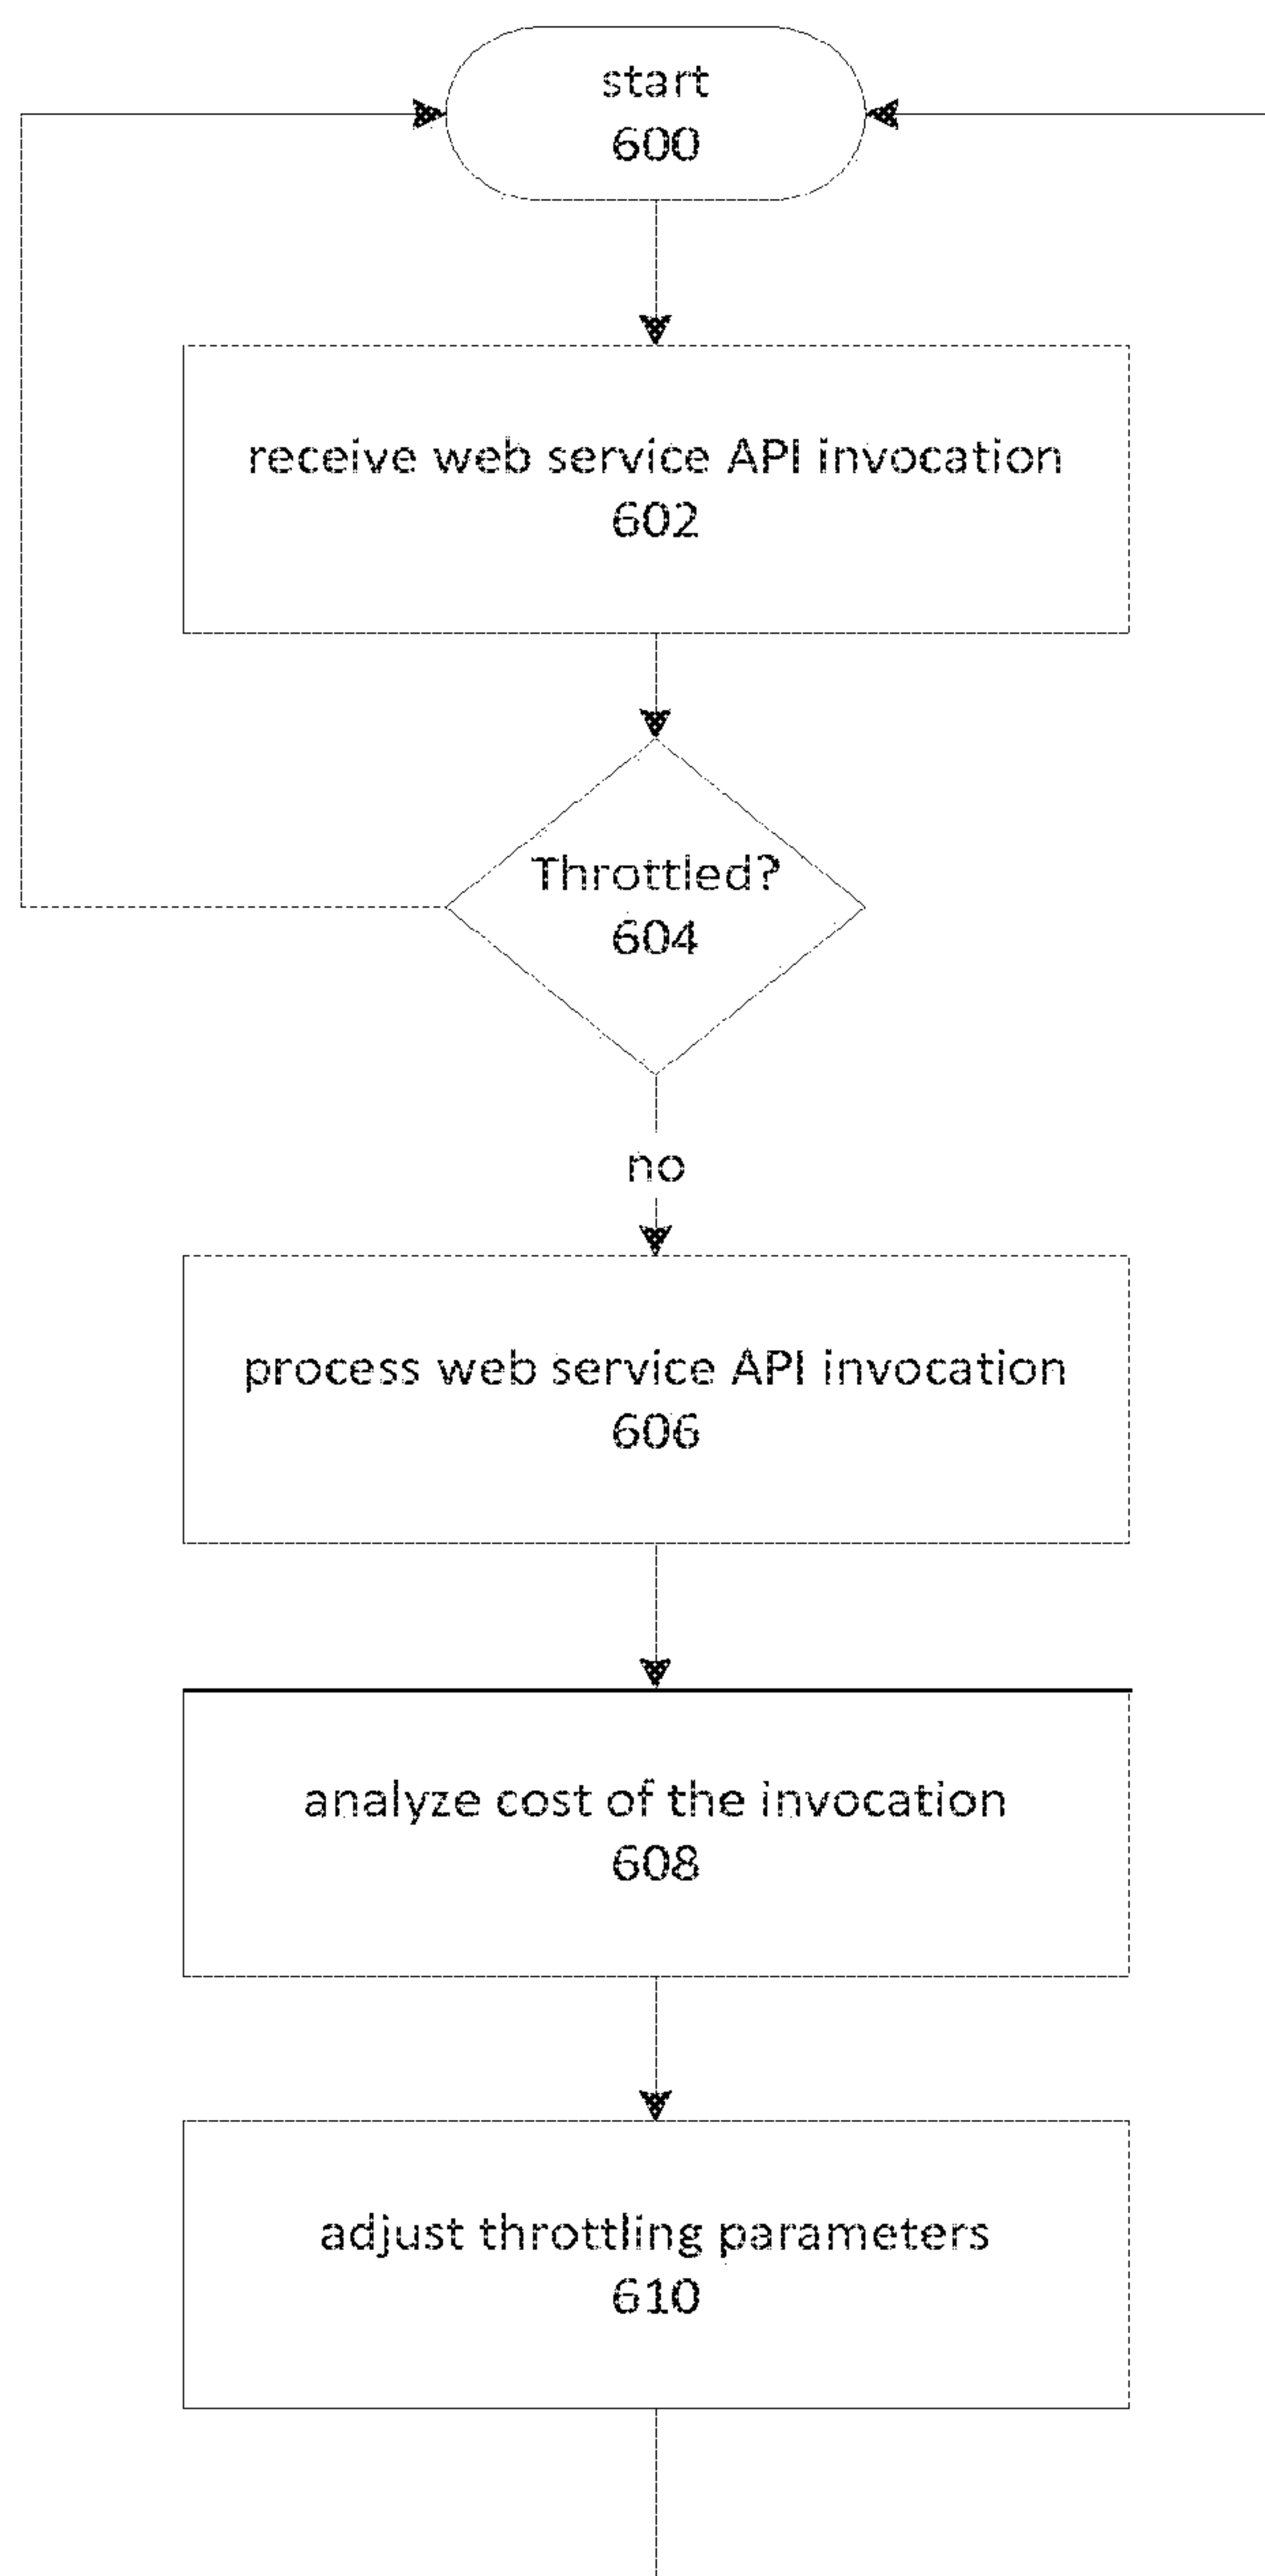 start
600
receive web service API invocation
602
Throttled?
604
no
process web service API invocation
606
analyze cost of the invocation
608
adjust throttling parameters
610